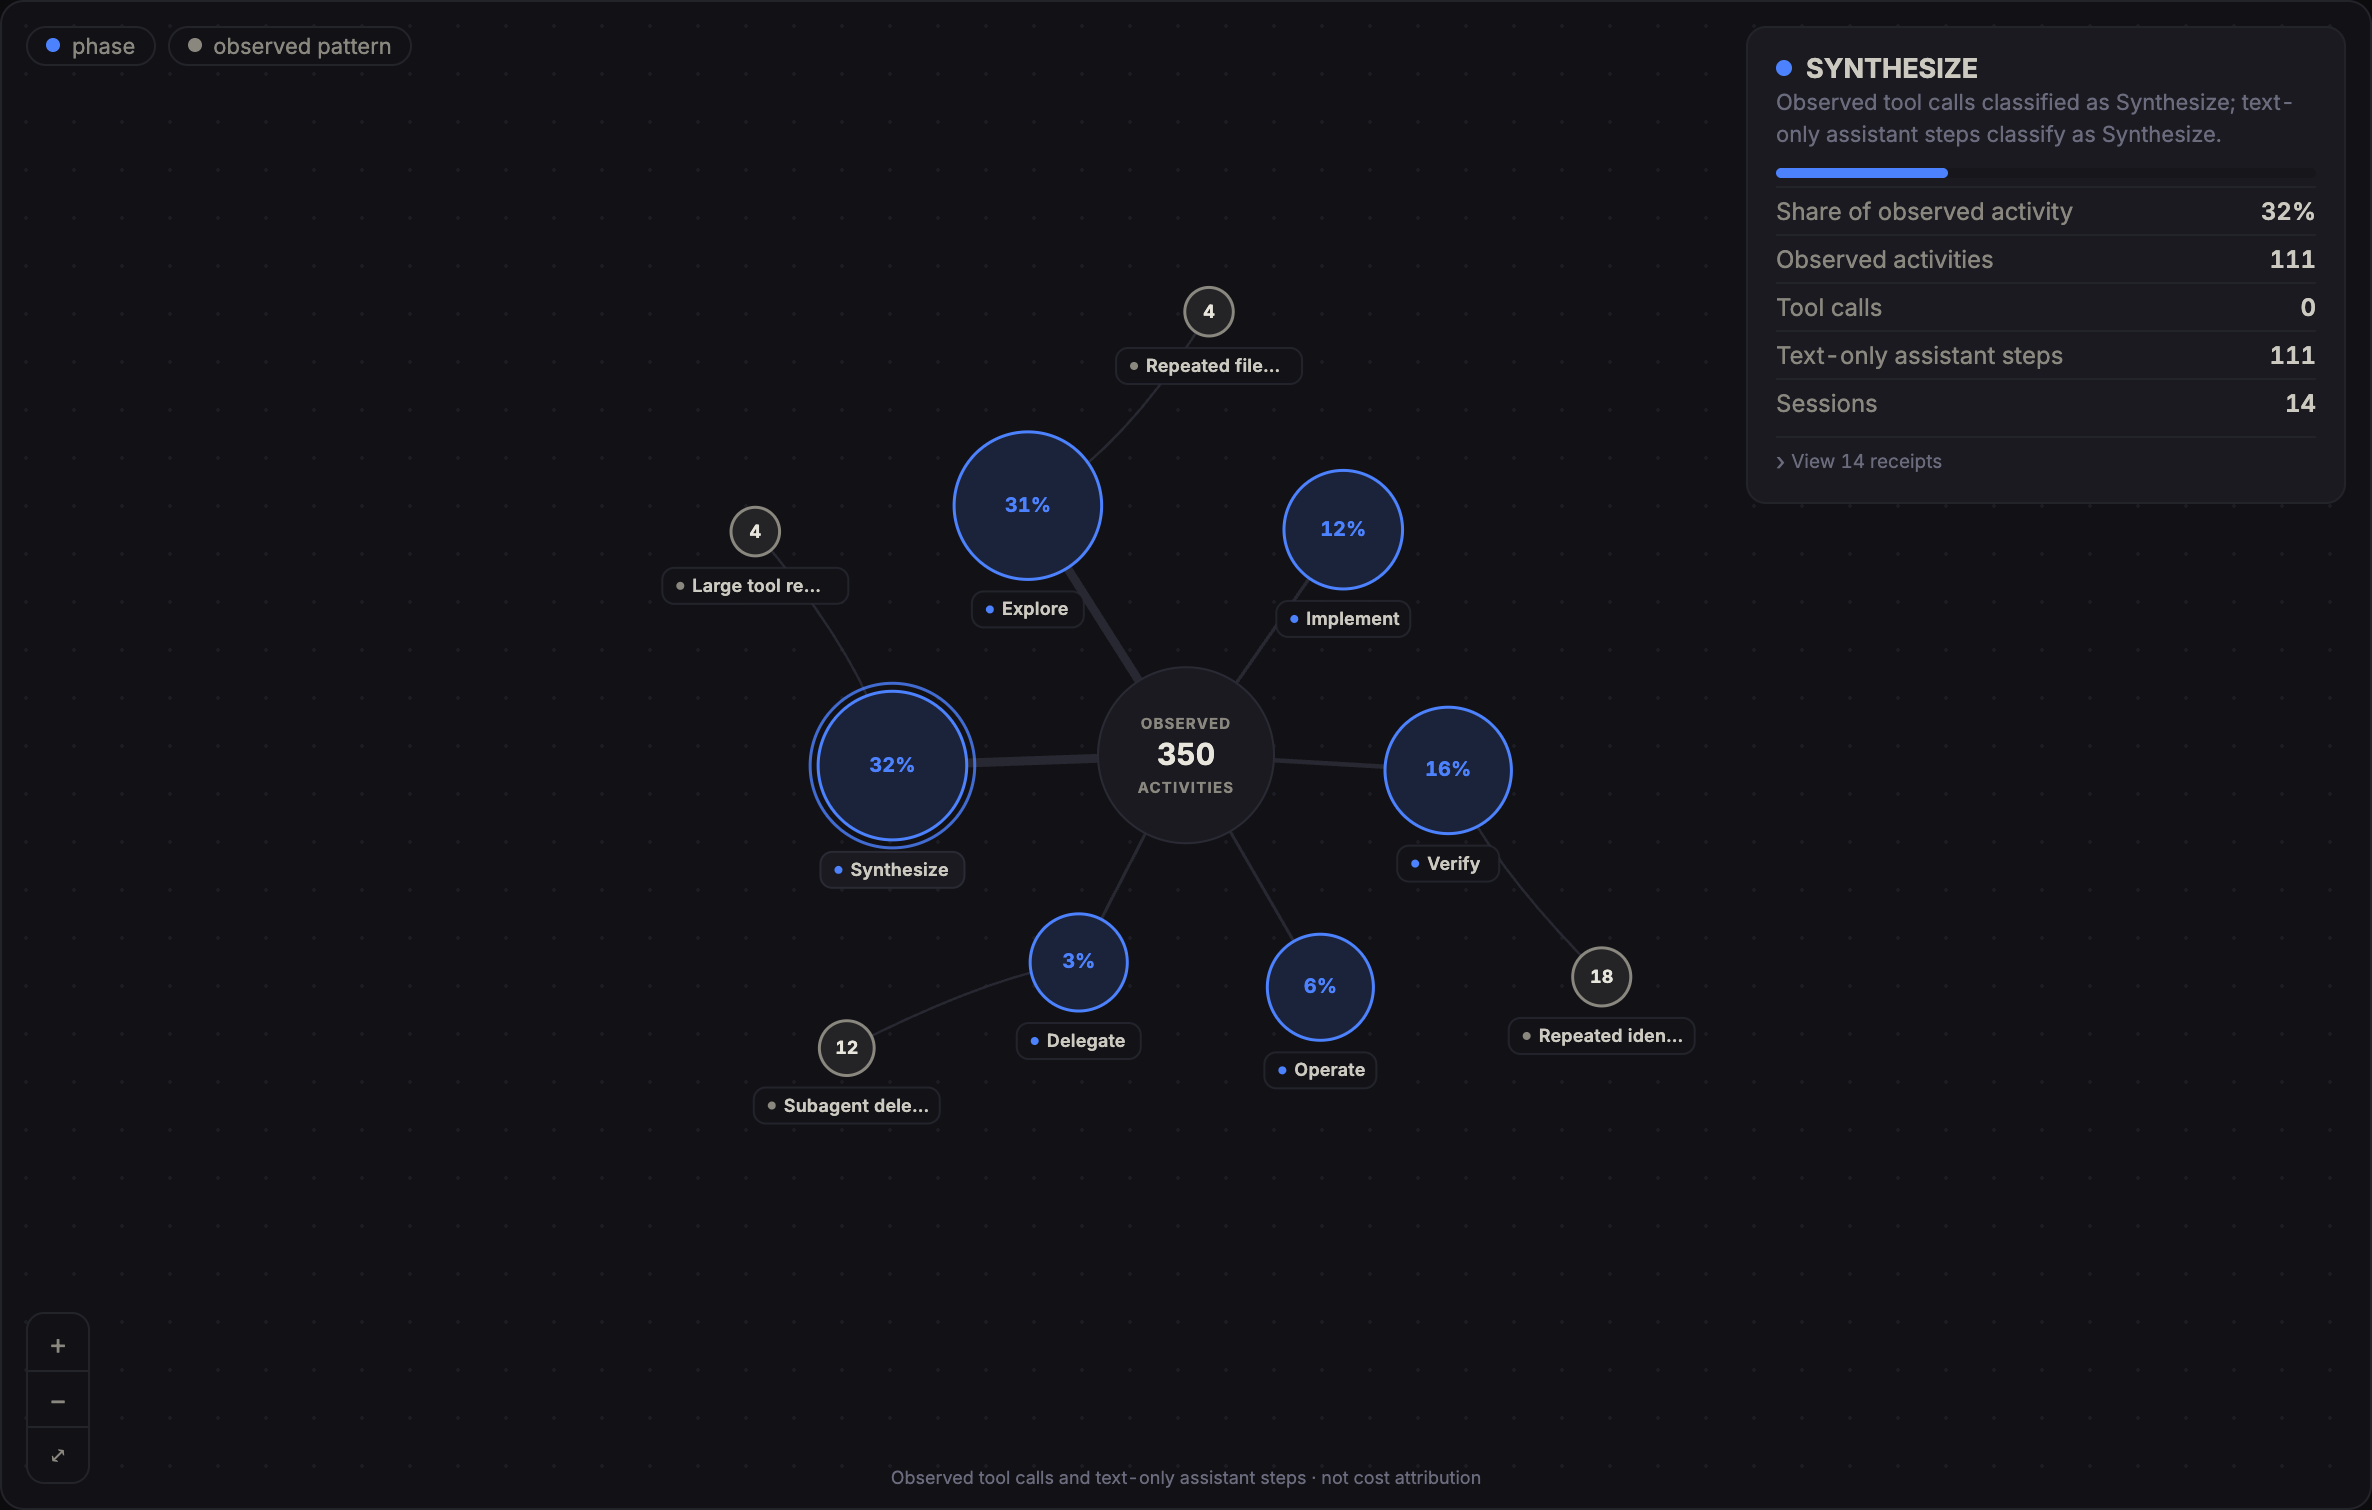 phase
observed pattern
SYNTHESIZE
Observed tool calls classified as Synthesize; text-
only assistant steps classify as Synthesize.
Share of observed activity 32%
Observed activities 111
Tool calls 0
Text-only assistant steps 111
Sessions 14
› View 14 receipts
4
Repeated file...
31%
Explore
12%
Implement
4
Large tool re...
OBSERVED
350
ACTIVITIES
32%
Synthesize
16%
Verify
3%
Delegate
6%
Operate
18
Repeated iden...
12
Subagent dele...
+
−
⤢
Observed tool calls and text-only assistant steps · not cost attribution